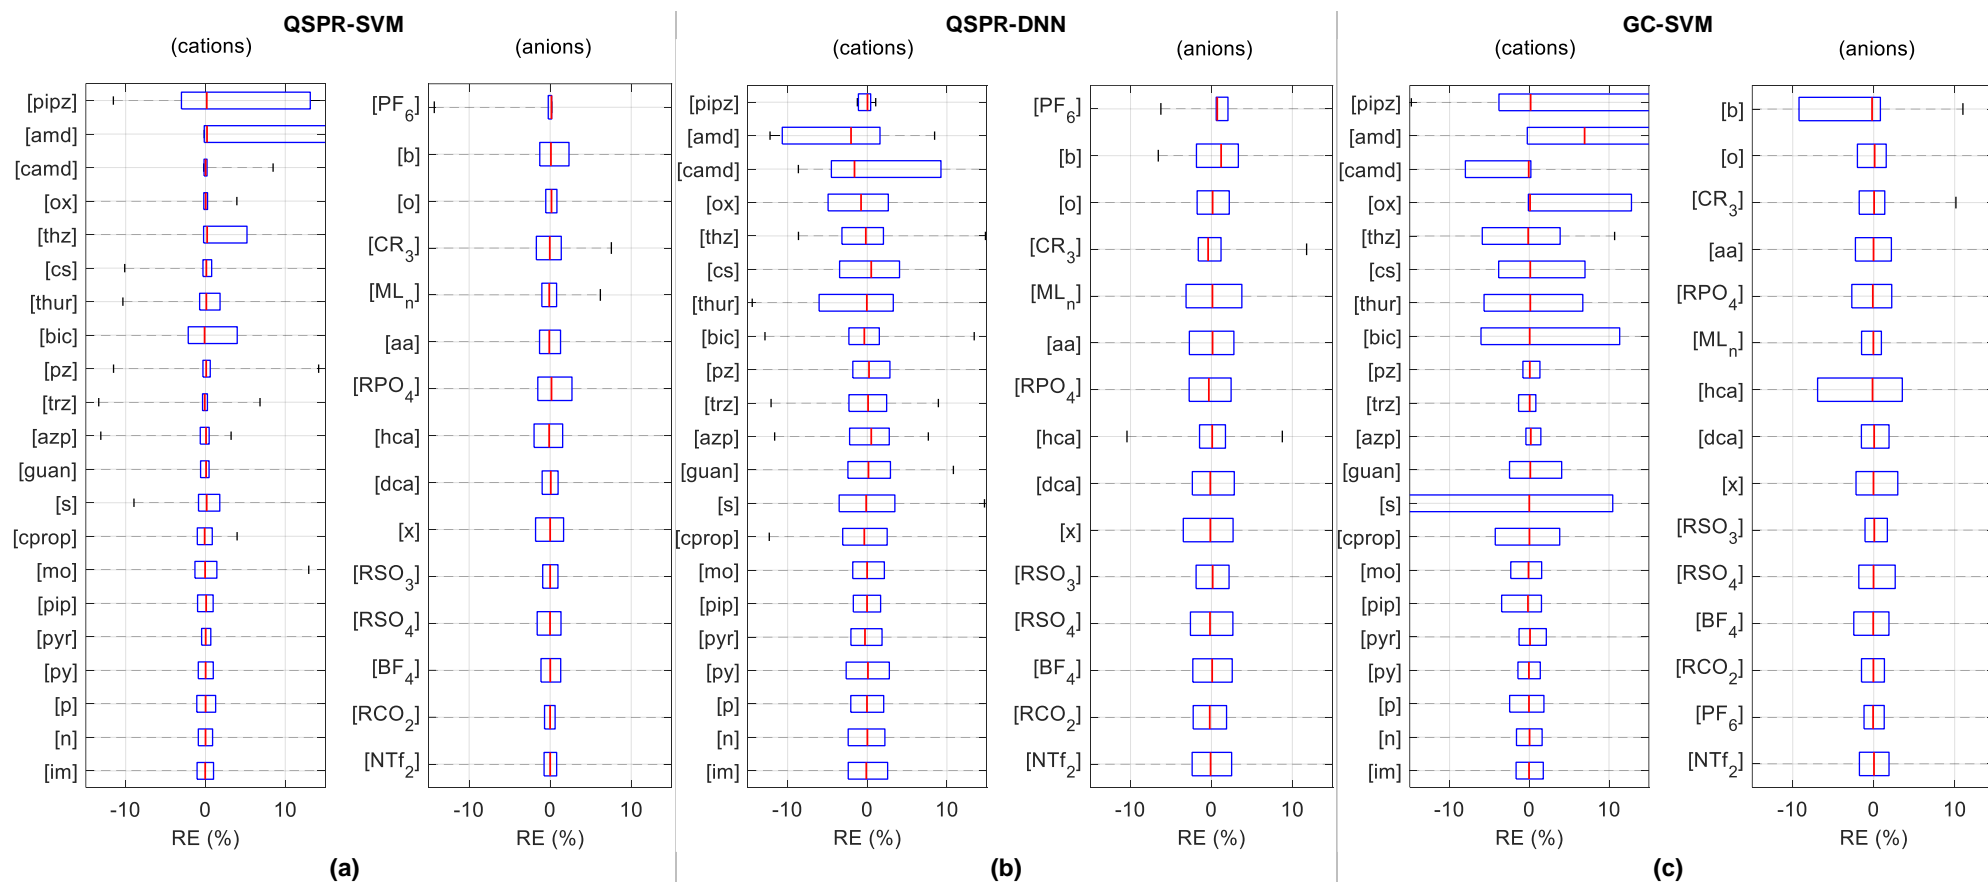 QSPR-SVM
(cations)
(anions)
[pipz]
[amd]
[camd]
[ox]
[thz]
[cs]
[thur]
[bic]
[pz]
[trz]
[azp]
[guan]
[s]
[cprop]
[mo]
[pip]
[pyr]
[py]
[p]
[n]
[im]
-10 0 10
RE (%)
[PF6]
[b]
[o]
[CR3]
[MLn]
[aa]
[RPO4]
[hca]
[dca]
[x]
[RSO3]
[RSO4]
[BF4]
[RCO2]
[NTf2]
-10 0 10
RE (%)
(a)
QSPR-DNN
(cations)
(anions)
[pipz]
[amd]
[camd]
[ox]
[thz]
[cs]
[thur]
[bic]
[pz]
[trz]
[azp]
[guan]
[s]
[cprop]
[mo]
[pip]
[pyr]
[py]
[p]
[n]
[im]
-10 0 10
RE (%)
[PF6]
[b]
[o]
[CR3]
[MLn]
[aa]
[RPO4]
[hca]
[dca]
[x]
[RSO3]
[RSO4]
[BF4]
[RCO2]
[NTf2]
-10 0 10
RE (%)
(b)
GC-SVM
(cations)
(anions)
[pipz]
[amd]
[camd]
[ox]
[thz]
[cs]
[thur]
[bic]
[pz]
[trz]
[azp]
[guan]
[s]
[cprop]
[mo]
[pip]
[pyr]
[py]
[p]
[n]
[im]
-10 0 10
RE (%)
[b]
[o]
[CR3]
[aa]
[RPO4]
[MLn]
[hca]
[dca]
[x]
[RSO3]
[RSO4]
[BF4]
[RCO2]
[PF6]
[NTf2]
-10 0 10
RE (%)
(c)